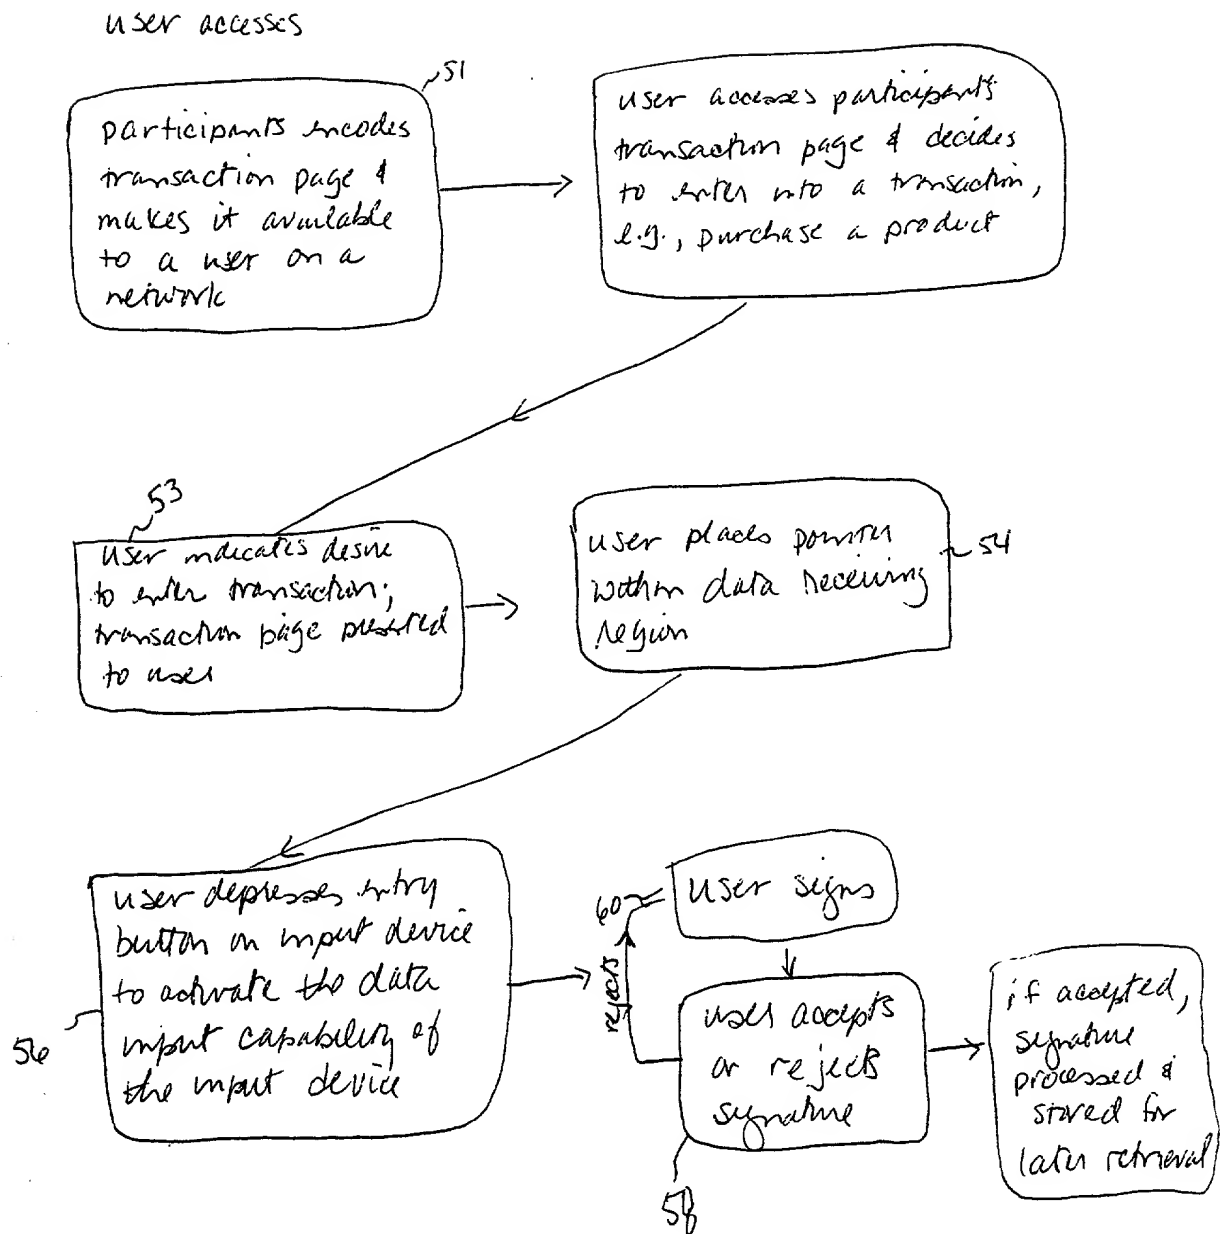 user accesses
51
participants encodes
transaction page &
makes it available
to a user on a
network
user accesses participants
transaction page & decides
to enter into a transaction,
e.g., purchase a product
53
user indicates desire
to enter transaction;
transaction page presented
to user
user places pointer
within data receiving
region
54
user depresses entry
button on input device
to activate the data
input capability of
the input device
56
60
user signs
rejects
user accepts
or rejects
signature
58
if accepted,
signature
processed &
stored for
later retrieval